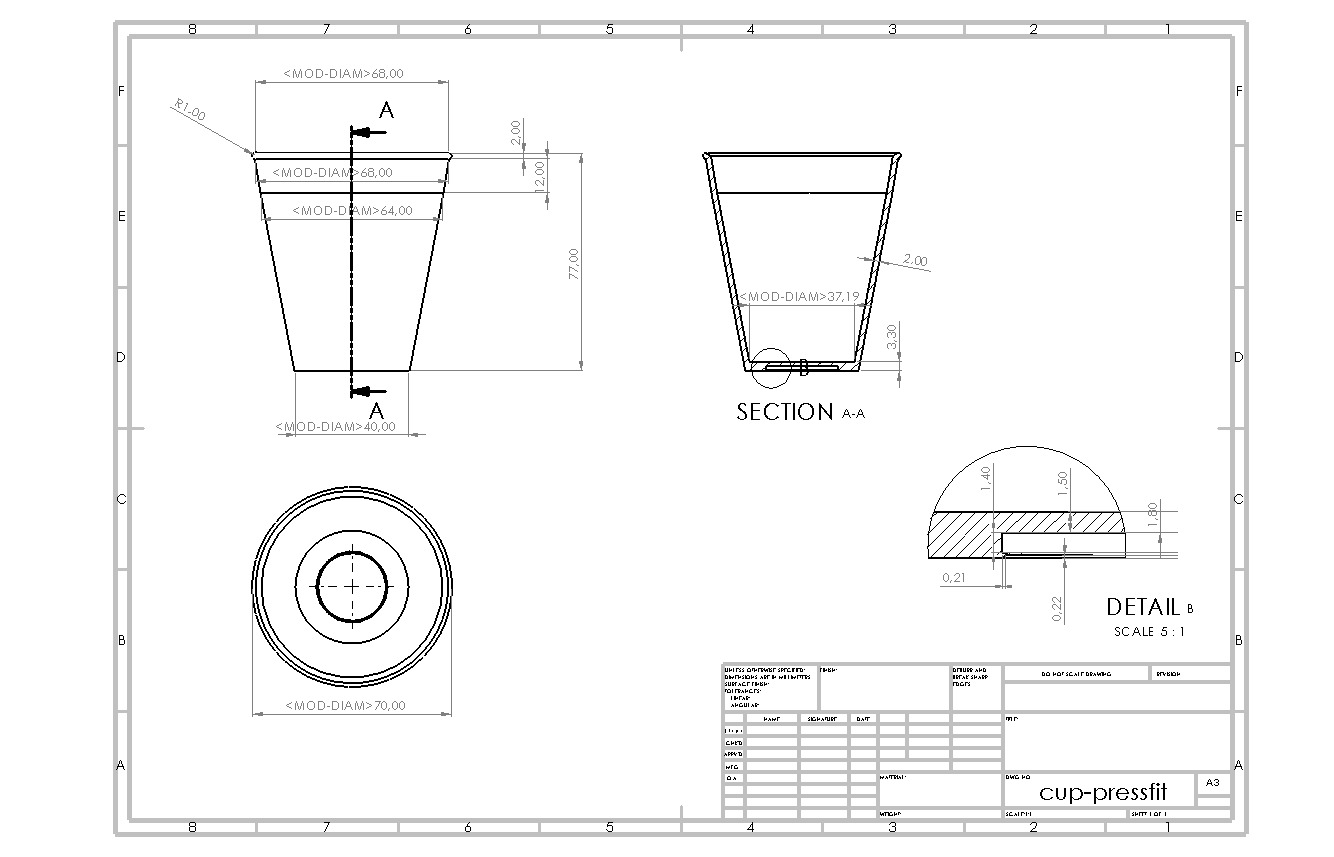 8 7 6 5 4 3 2 1
F F
<MOD-DIAM>68,00
R1.00
A
2,00
12,00
<MOD-DIAM>68,00
<MOD-DIAM>64,00
E E
77,00
2,00
<MOD-DIAM>37,19
3,30
D D
B
A
SECTION A-A
<MOD-DIAM>40,00
C C
1,40
1,50
1,80
0,21
0,22
DETAIL B
SCALE 5 : 1
B B
<MOD-DIAM>70,00
UNLESS OTHERWISE SPECIFIED:
DIMENSIONS ARE IN MILLIMETERS
SURFACE FINISH:
TOLERANCES:
LINEAR:
ANGULAR:
FINISH:
DEBURR AND
BREAK SHARP
EDGES
DO NOT SCALE DRAWING
REVISION
NAME
SIGNATURE
DATE
TITLE:
CHK'D
APPV'D
MFG
Q.A
MATERIAL:
DWG NO.
cup-pressfit
A3
WEIGHT:
SCALE:1:1
SHEET 1 OF 1
A A
8 7 6 5 4 3 2 1